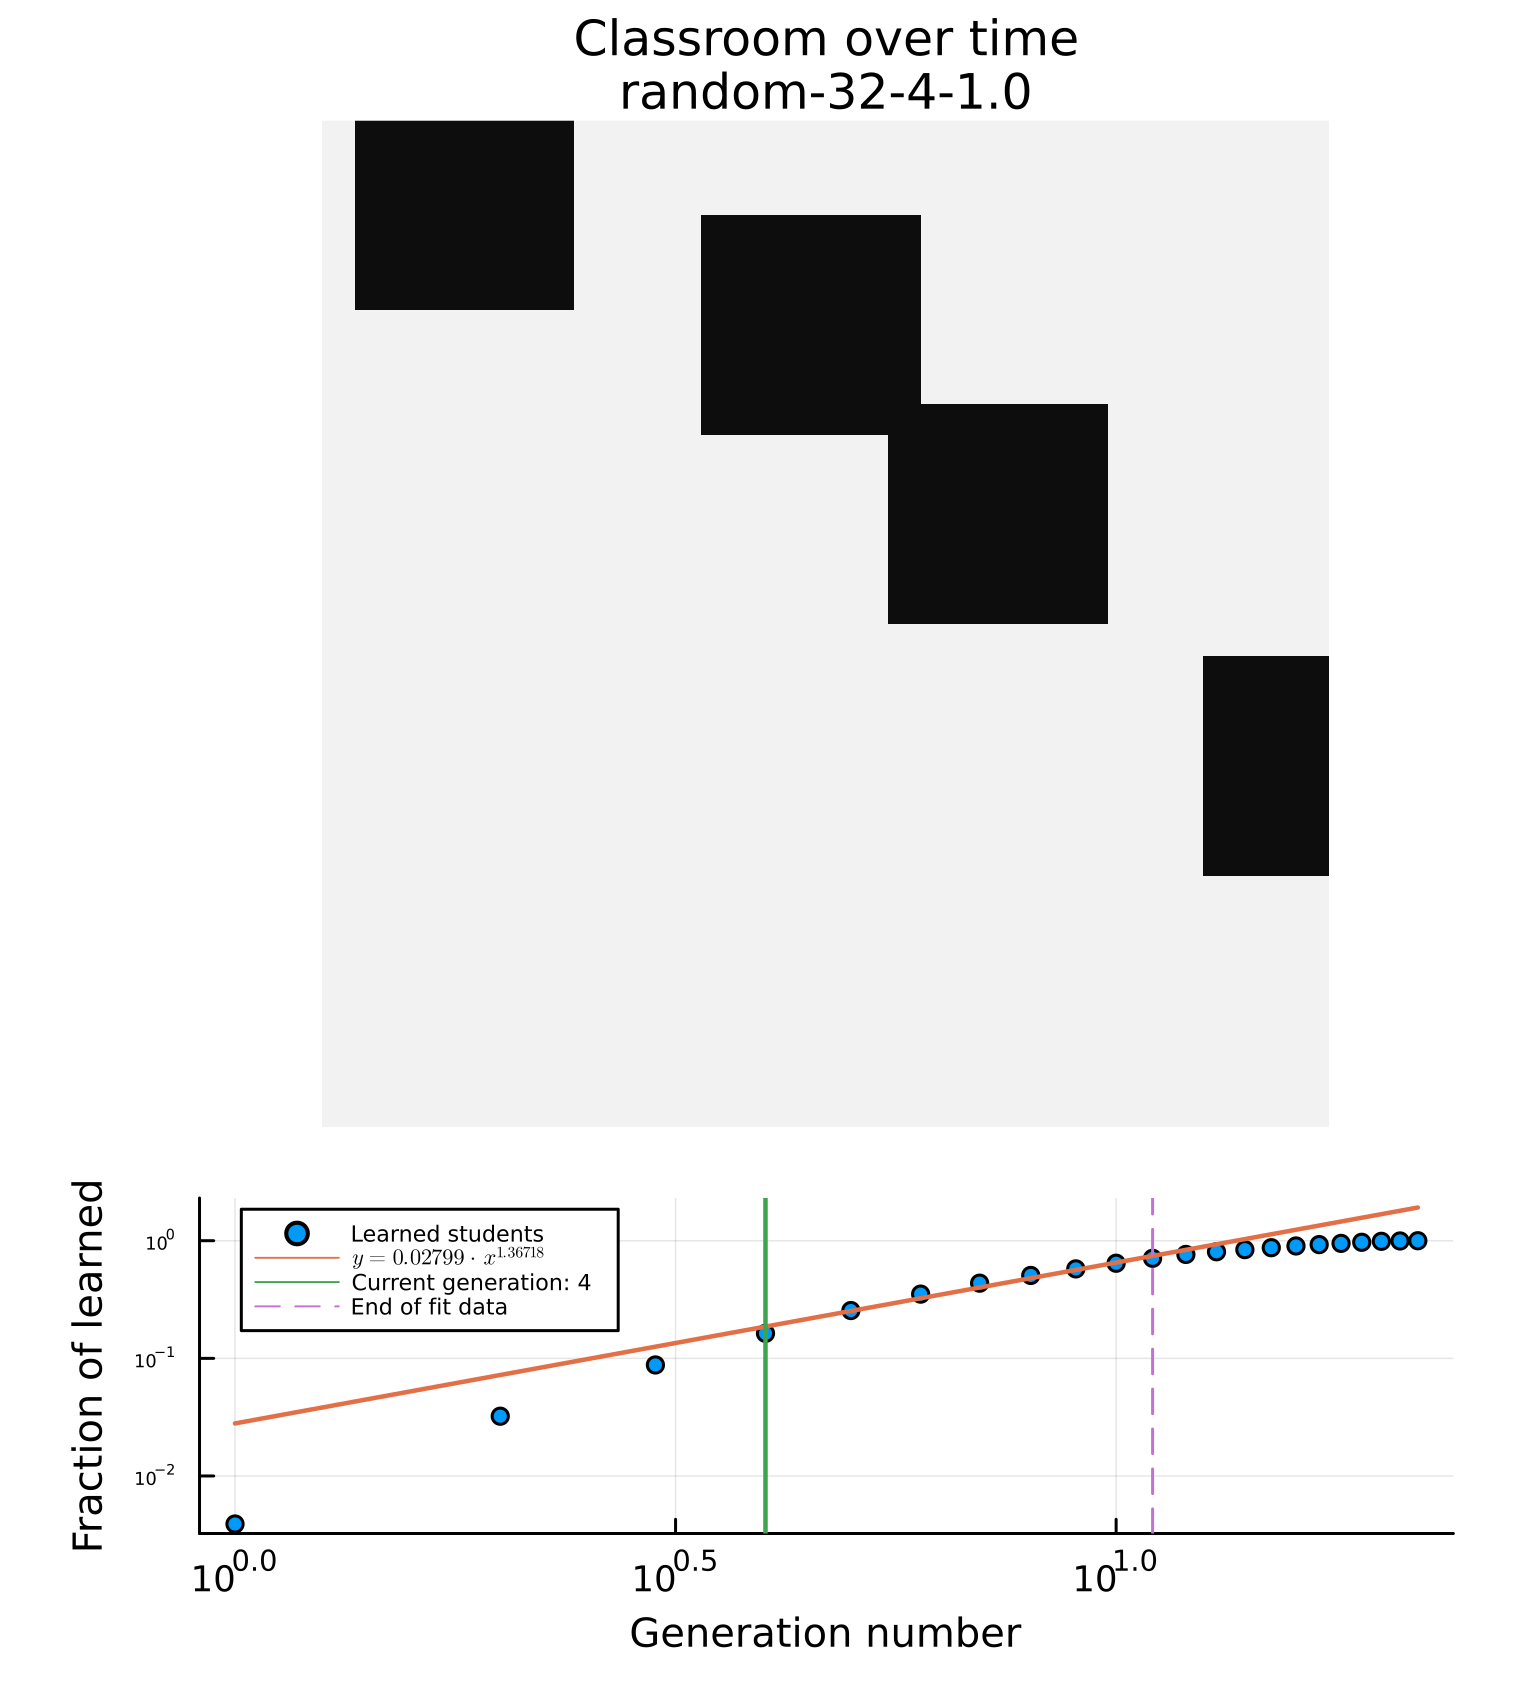 Classroom over time
random-32-4-1.0
Fraction of learned
10⁰
10⁻¹
10⁻²
Learned students
y = 0.02799 · x^1.36718
Current generation: 4
End of fit data
10^0.0 10^0.5 10^1.0
Generation number